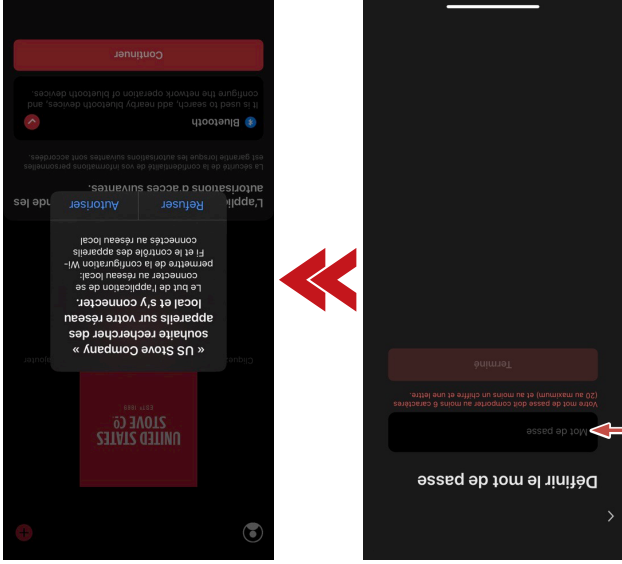 Définir le mot de passe
Mot de passe
Votre mot de passe doit comporter au moins 6 caractères
(20 au maximum) et au moins un chiffre et une lettre.
Terminé
UNITED STATES
STOVE CO
ajouter
« US Stove Company »
souhaite rechercher des
appareils sur votre réseau
local et s'y connecter.
Le but de l'application de se
connecter au réseau local:
permettre de la configuration Wi-
Fi et le contrôle des appareils
connectés au réseau local
Refuser Autoriser
les
autorisations d'accès suivantes.
La sécurité de la confidentialité de vos informations personnelles
est garantie lorsque les autorisations suivantes sont accordées.
Bluetooth
It is used to search, add nearby bluetooth devices, and
configure the network operation of bluetooth devices.
Continuer